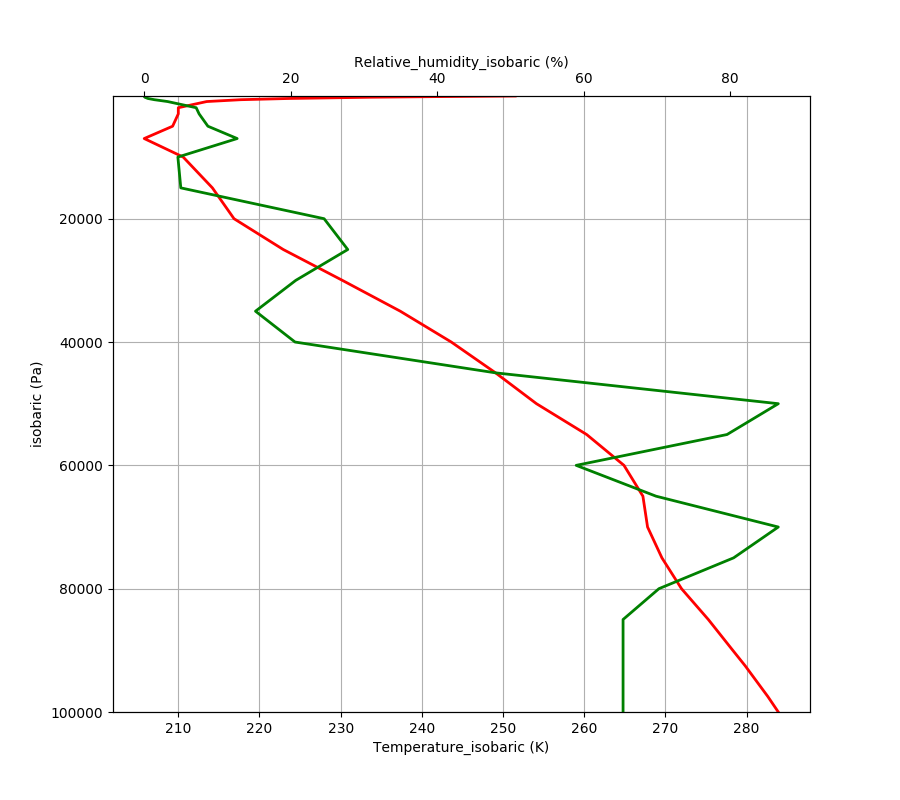 Relative_humidity_isobaric (%)
0 20 40 60 80
20000
40000
60000
80000
100000
isobaric (Pa)
210 220 230 240 250 260 270 280
Temperature_isobaric (K)